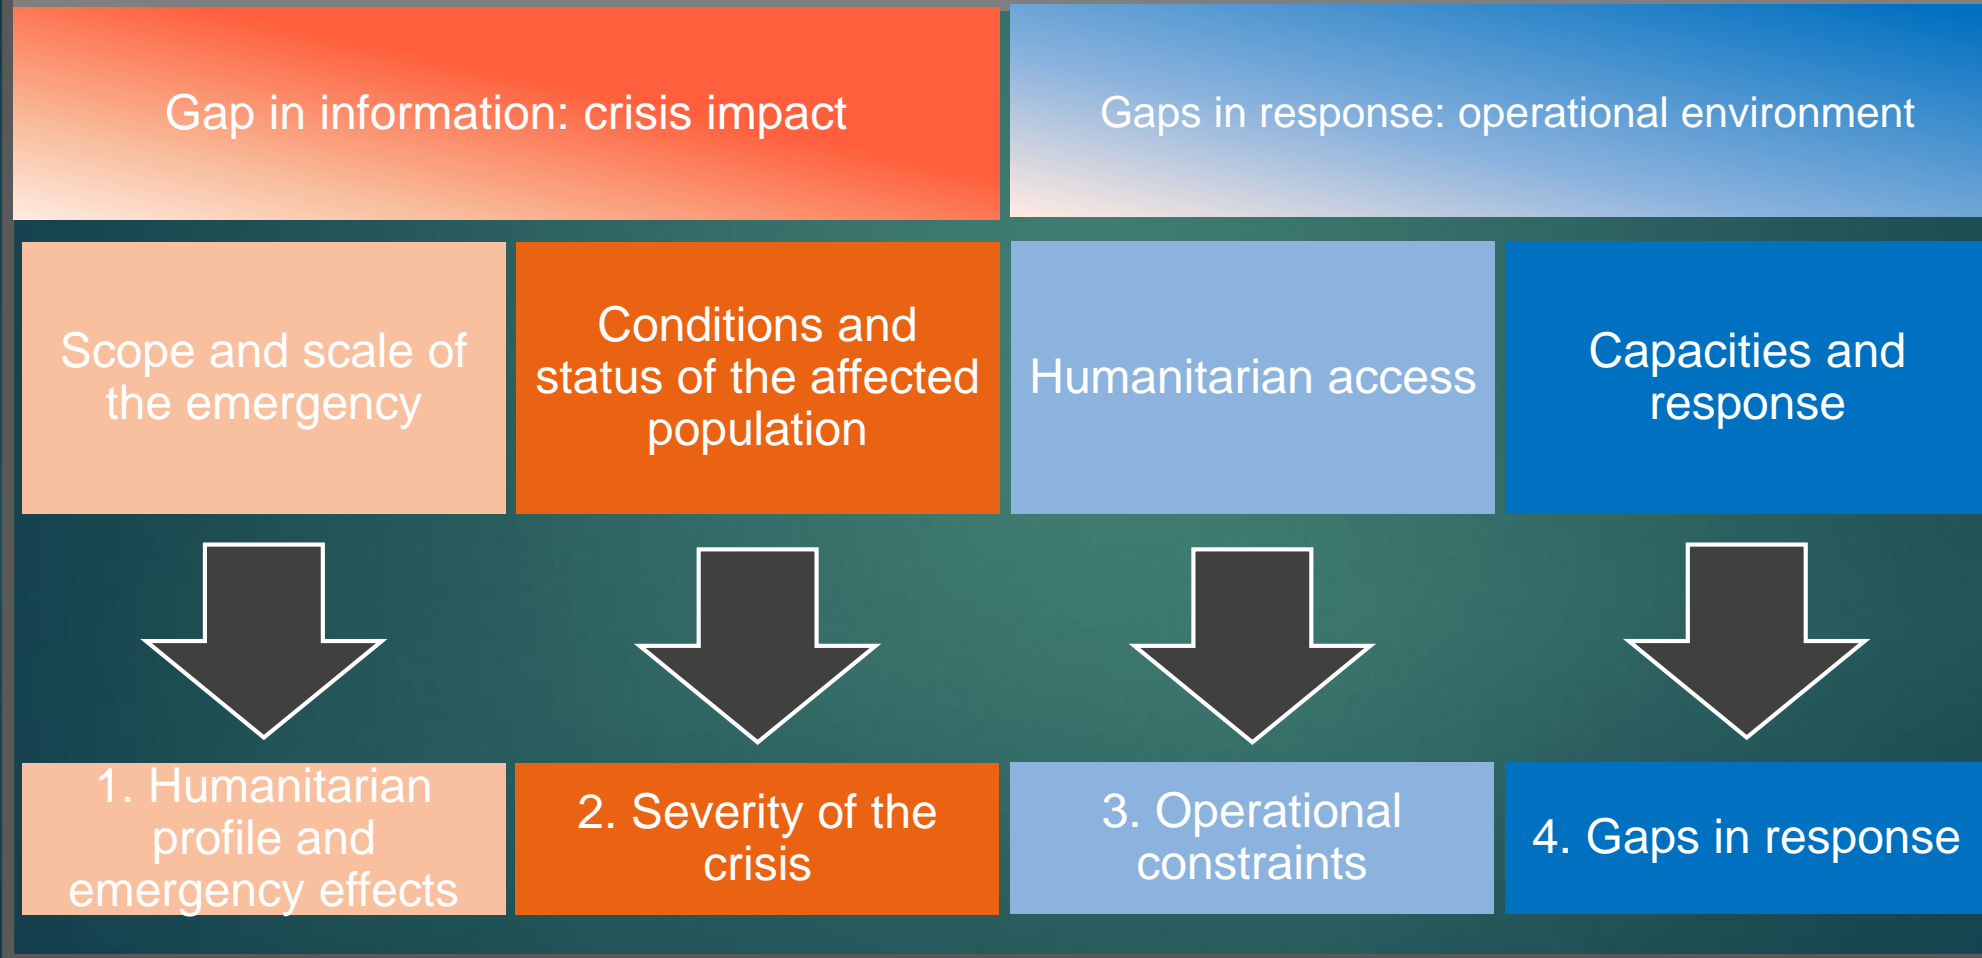 Gap in information: crisis impact
Gaps in response: operational environment
Scope and scale of
the emergency
Conditions and
status of the affected
population
Humanitarian access
Capacities and
response
1. Humanitarian
profile and
emergency effects
2. Severity of the
crisis
3. Operational
constraints
4. Gaps in response